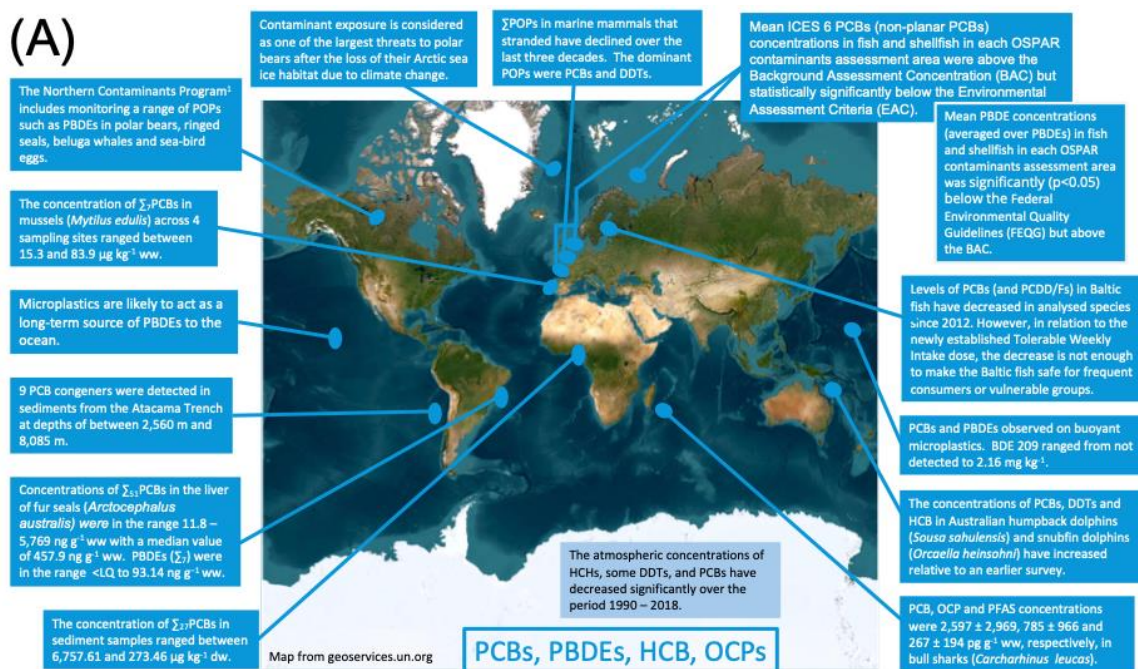 (A)
Contaminant exposure is considered
as one of the largest threats to polar
bears after the loss of their Arctic sea
ice habitat due to climate change.
∑POPs in marine mammals that
stranded have declined over the
last three decades. The dominant
POPs were PCBs and DDTs.
Mean ICES 6 PCBs (non-planar PCBs)
concentrations in fish and shellfish in each OSPAR
contaminants assessment area were above the
Background Assessment Concentration (BAC) but
statistically significantly below the Environmental
Assessment Criteria (EAC).
Mean PBDE concentrations
(averaged over PBDEs) in fish
and shellfish in each OSPAR
contaminants assessment area
was significantly (p<0.05)
below the Federal
Environmental Quality
Guidelines (FEQG) but above
the BAC.
The Northern Contaminants Program¹
includes monitoring a range of POPs
such as PBDEs in polar bears, ringed
seals, beluga whales and sea-bird
eggs.
The concentration of ∑₇PCBs in
mussels (Mytilus edulis) across 4
sampling sites ranged between
15.3 and 83.9 µg kg⁻¹ ww.
Microplastics are likely to act as a
long-term source of PBDEs to the
ocean.
9 PCB congeners were detected in
sediments from the Atacama Trench
at depths of between 2,560 m and
8,085 m.
Concentrations of ∑₅₁PCBs in the liver
of fur seals (Arctocephalus
australis) were in the range 11.8 –
5,769 ng g⁻¹ ww with a median value
of 457.9 ng g⁻¹ ww. PBDEs (∑₇) were
in the range <LQ to 93.14 ng g⁻¹ ww.
The concentration of ∑₂₇PCBs in
sediment samples ranged between
6,757.61 and 273.46 µg kg⁻¹ dw.
Levels of PCBs (and PCDD/Fs) in Baltic
fish have decreased in analysed species
since 2012. However, in relation to the
newly established Tolerable Weekly
Intake dose, the decrease is not enough
to make the Baltic fish safe for frequent
consumers or vulnerable groups.
PCBs and PBDEs observed on buoyant
microplastics. BDE 209 ranged from not
detected to 2.16 mg kg⁻¹.
The concentrations of PCBs, DDTs and
HCB in Australian humpback dolphins
(Sousa sahulensis) and snubfin dolphins
(Orcaella heinsohni) have increased
relative to an earlier survey.
PCB, OCP and PFAS concentrations
were 2,597 ± 2,969, 785 ± 966 and
267 ± 194 pg g⁻¹ ww, respectively, in
bull sharks (Carcharhinus leucas).
The atmospheric concentrations of
HCHs, some DDTs, and PCBs have
decreased significantly over the
period 1990 – 2018.
Map from geoservices.un.org
PCBs, PBDEs, HCB, OCPs